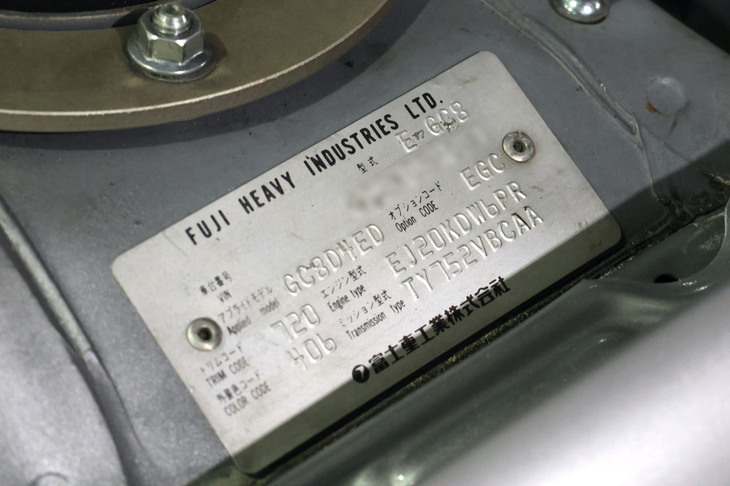 FUJI HEAVY INDUSTRIES LTD.
型式 E-GC8
車台番号
VIN
アプライドモデル GC8D4ED オプションコード EGC
Applied model Option CODE
トリムコード 720 エンジン型式 EJ20KDW6PR
TRIM CODE Engine type
外装色コード 406 ミッション型式 TY752VBCAA
COLOR CODE Transmission type
富士重工業株式会社